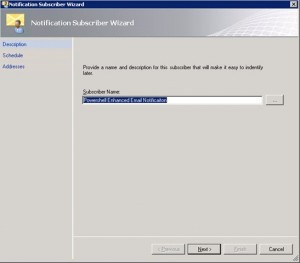 Notification Subscriber Wizard
Notification Subscriber Wizard
Description
Schedule
Addresses
Provide a name and description for this subscriber that will make it easy to indentify
later.
Subscriber Name:
Powershell Enhanced Email Notification
...
< Previous
Next >
Finish
Cancel